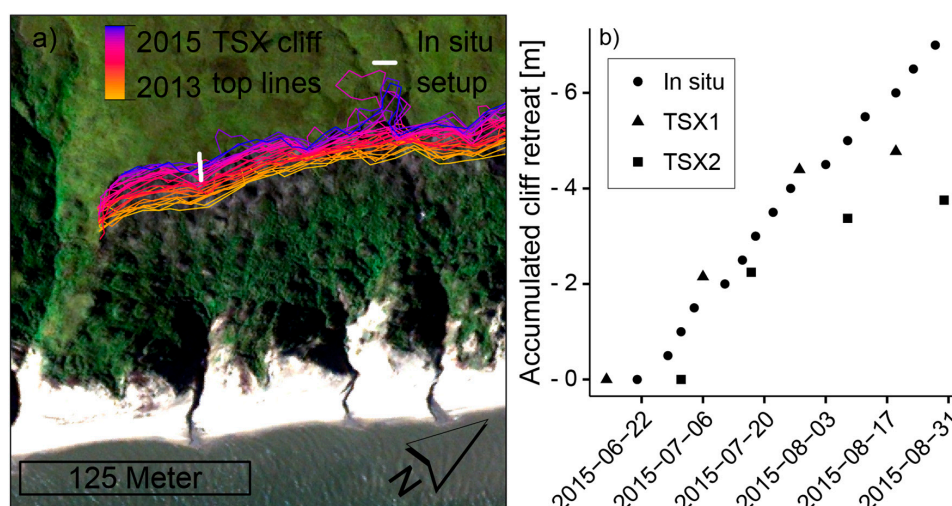 a)
2015 TSX cliff
2013 top lines
In situ
setup
N
125 Meter
b)
Accumulated cliff retreat [m]
- 6
- 4
- 2
- 0
In situ
TSX1
TSX2
2015-06-22
2015-07-06
2015-07-20
2015-08-03
2015-08-17
2015-08-31